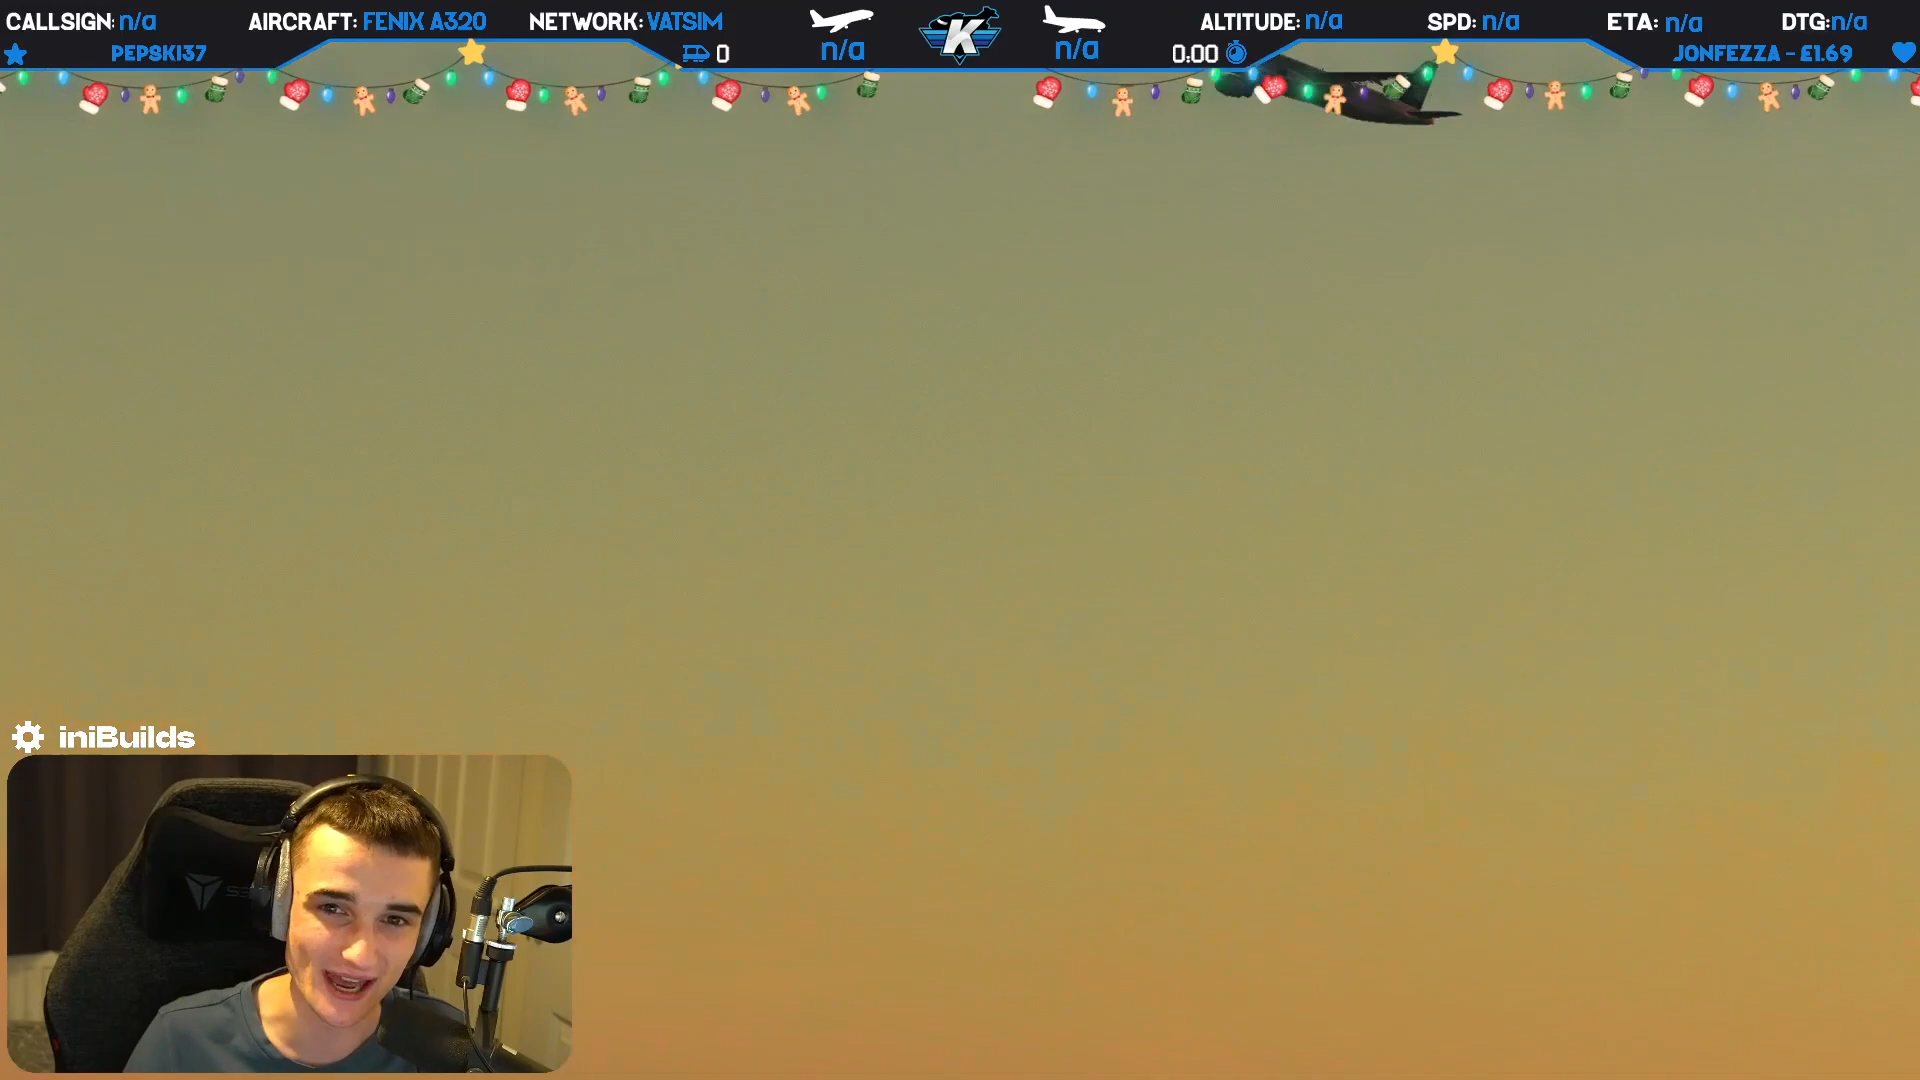 CALLSIGN: n/a
AIRCRAFT: FENIX A320
NETWORK: VATSIM
n/a
K
n/a
ALTITUDE: n/a
SPD: n/a
ETA: n/a
DTG:n/a
PEPSKI37
0
0:00
JONFEZZA - £1.69
iniBuilds